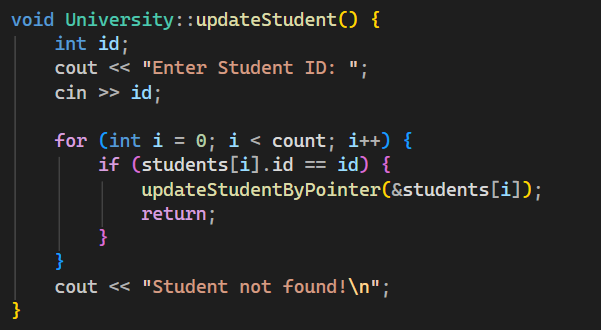 void University::updateStudent() {
    int id;
    cout << "Enter Student ID: ";
    cin >> id;

    for (int i = 0; i < count; i++) {
        if (students[i].id == id) {
            updateStudentByPointer(&students[i]);
            return;
        }
    }
    cout << "Student not found!\n";
}